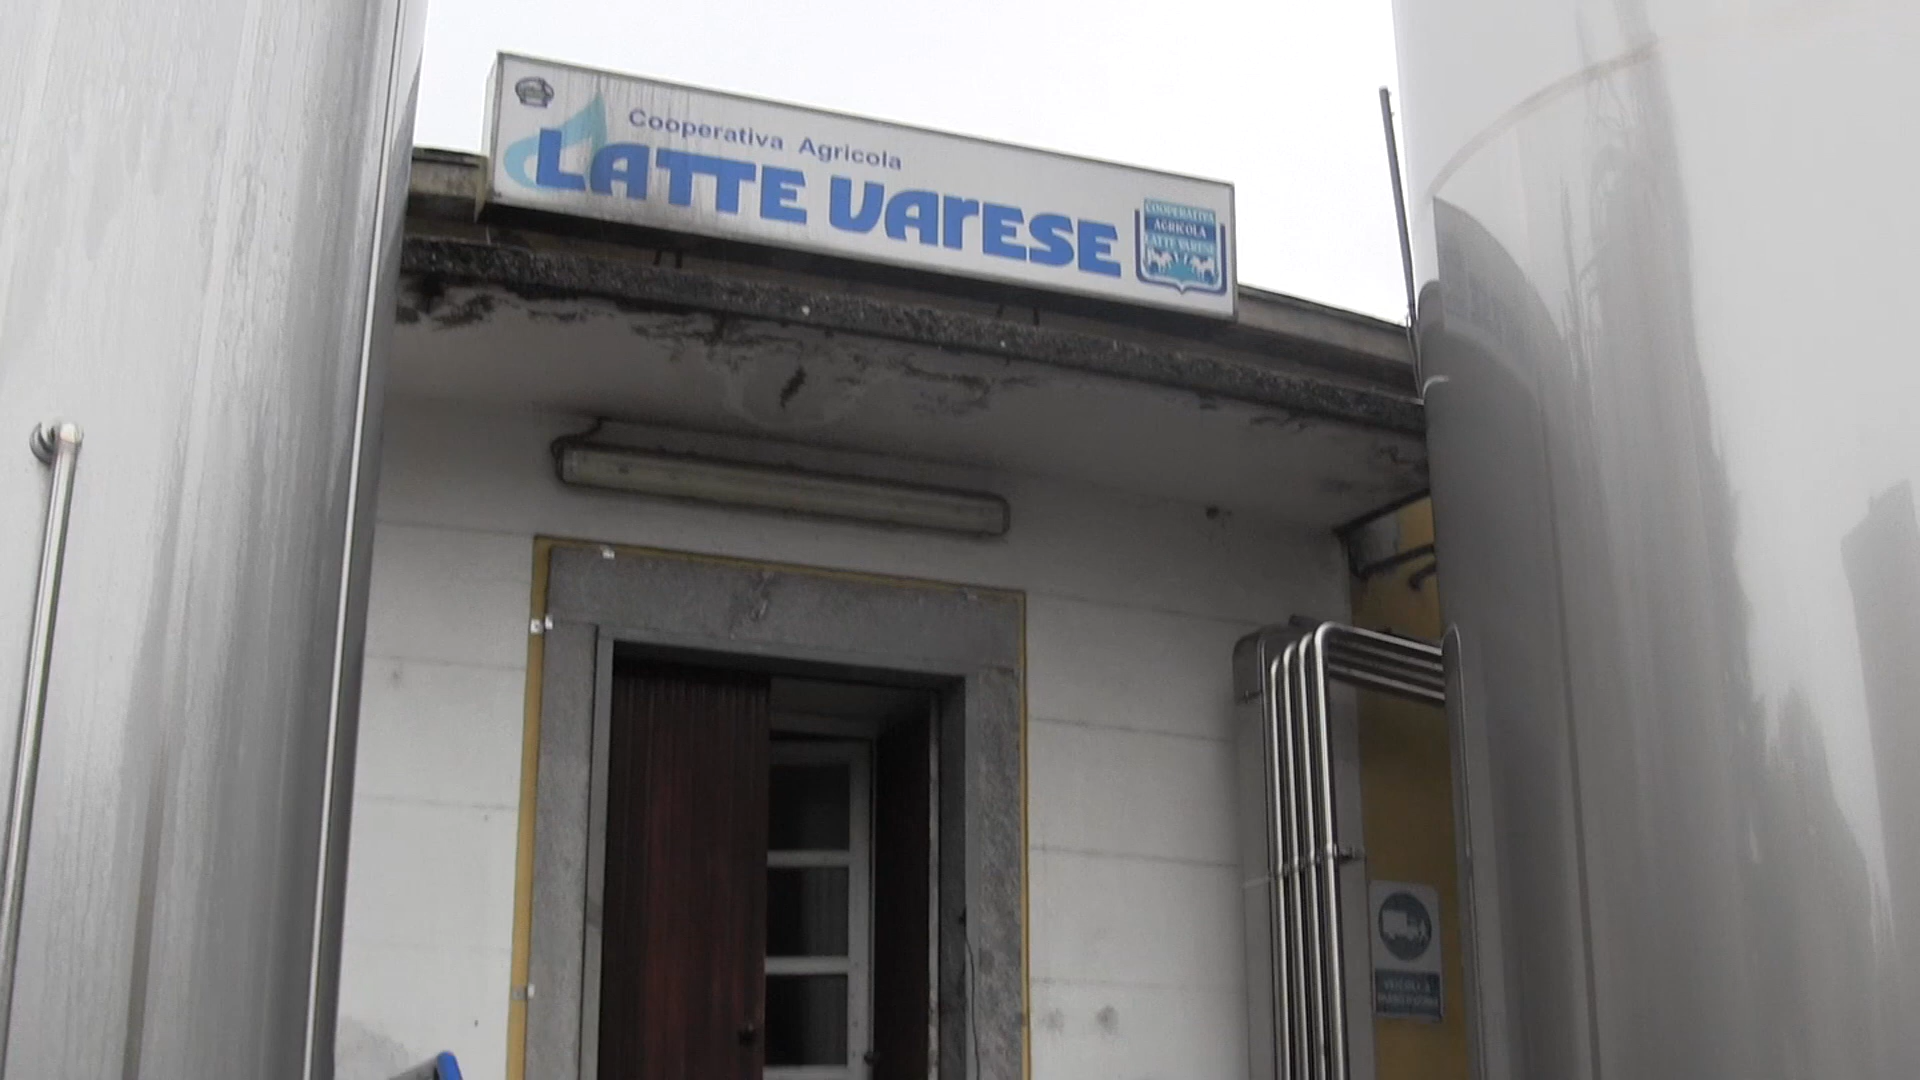 Cooperativa Agricola
LATTE VARESE
COOPERATIVA
AGRICOLA
LATTE VARESE